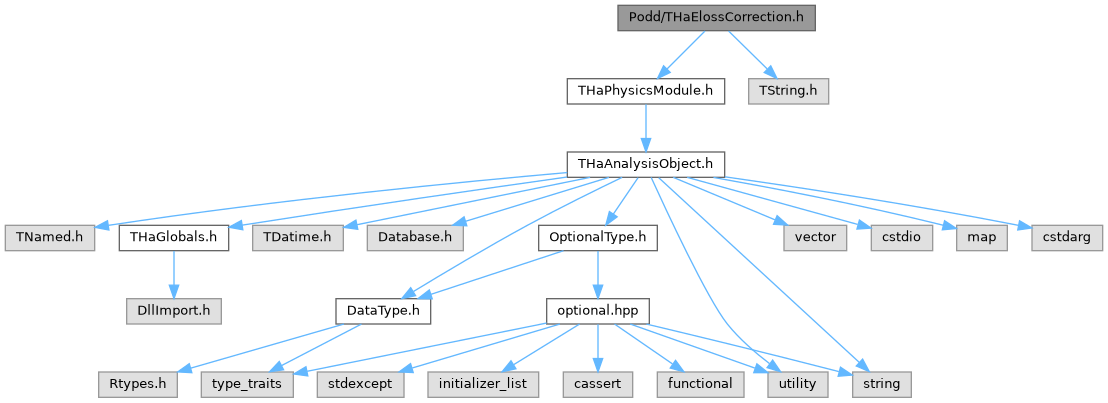 Podd/THaElossCorrection.h
THaPhysicsModule.h
TString.h
THaAnalysisObject.h
TNamed.h
THaGlobals.h
TDatime.h
Database.h
OptionalType.h
vector
cstdio
map
cstdarg
DllImport.h
DataType.h
optional.hpp
Rtypes.h
type_traits
stdexcept
initializer_list
cassert
functional
utility
string